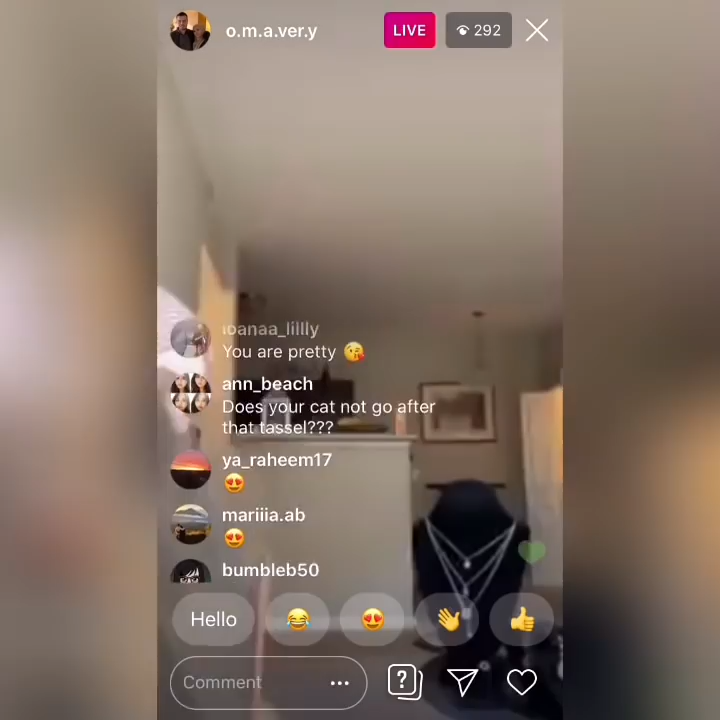 o.m.a.ver.y
LIVE
292
ioanaa_lillly
You are pretty 😘
ann_beach
Does your cat not go after
that tassel???
ya_raheem17
😍
mariiia.ab
😍
bumbleb50
Hello 😂 😍 👋 👍
Comment
?